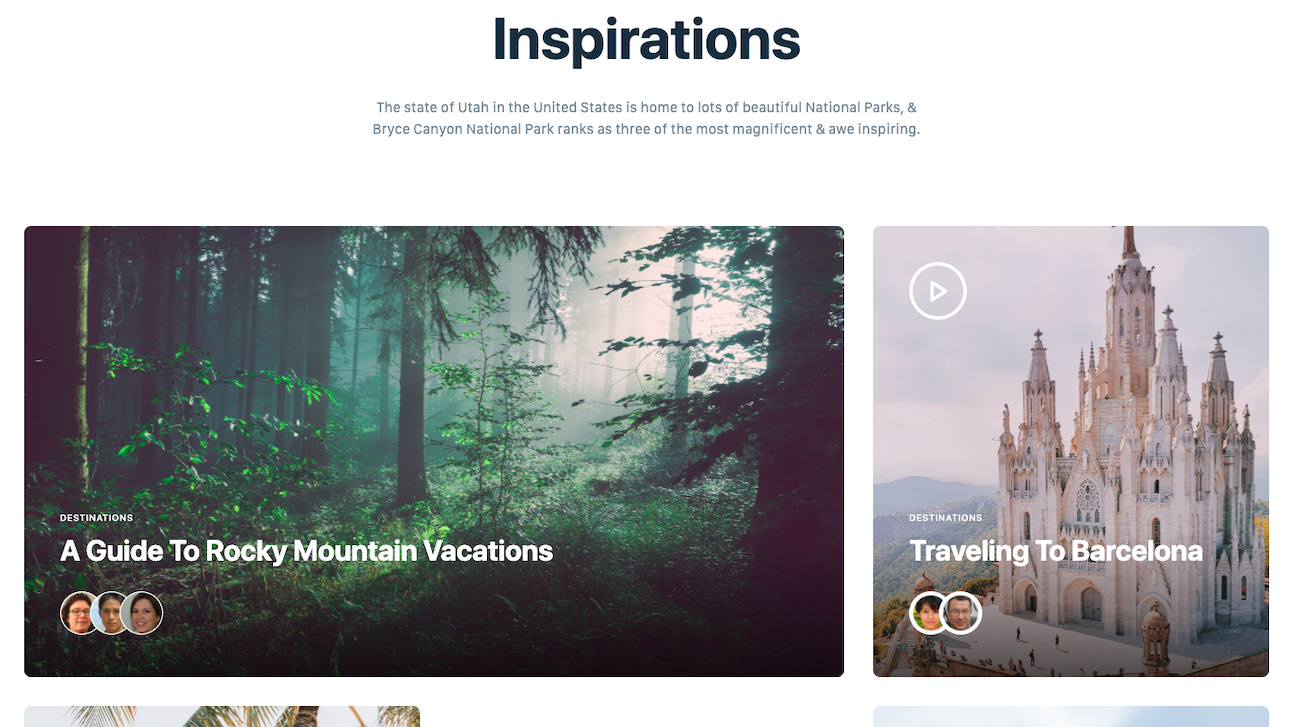 Inspirations
The state of Utah in the United States is home to lots of beautiful National Parks, &
Bryce Canyon National Park ranks as three of the most magnificent & awe inspiring.
DESTINATIONS
A Guide To Rocky Mountain Vacations
DESTINATIONS
Traveling To Barcelona